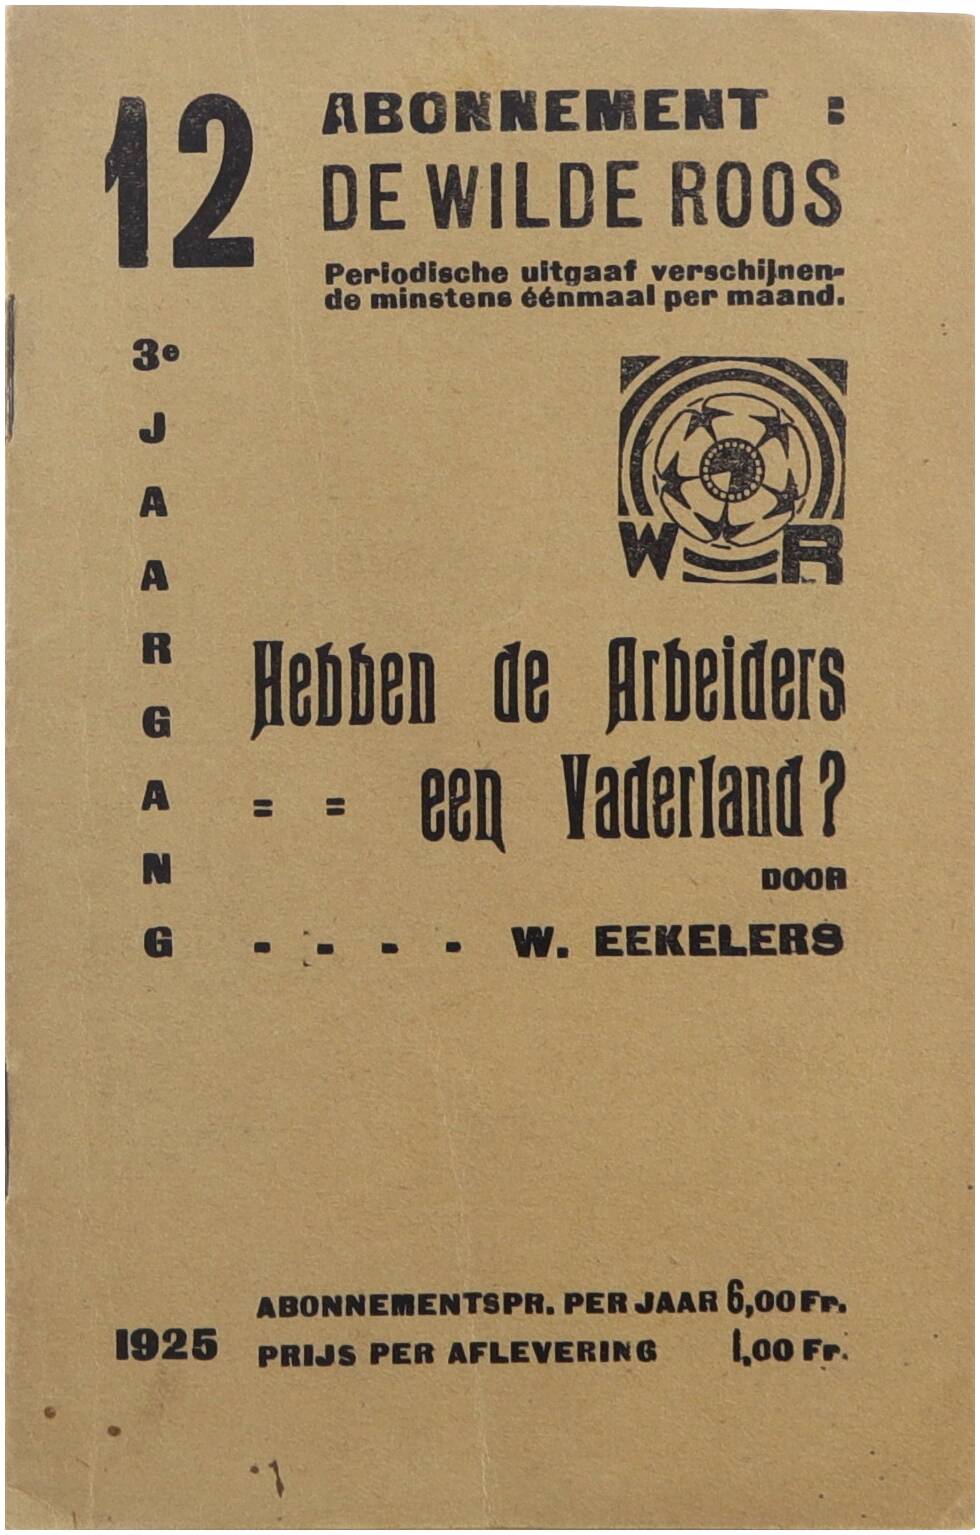 12
ABONNEMENT :
DE WILDE ROOS
Periodische uitgaaf verschijnen-
de minstens éénmaal per maand.
3e
JAARGANG
W R
Hebben de Arbeiders
= = een Vaderland?
DOOR
- - - - W. EEKELERS
1925
ABONNEMENTSPR. PER JAAR 6,00 Fr.
PRIJS PER AFLEVERING 1,00 Fr.